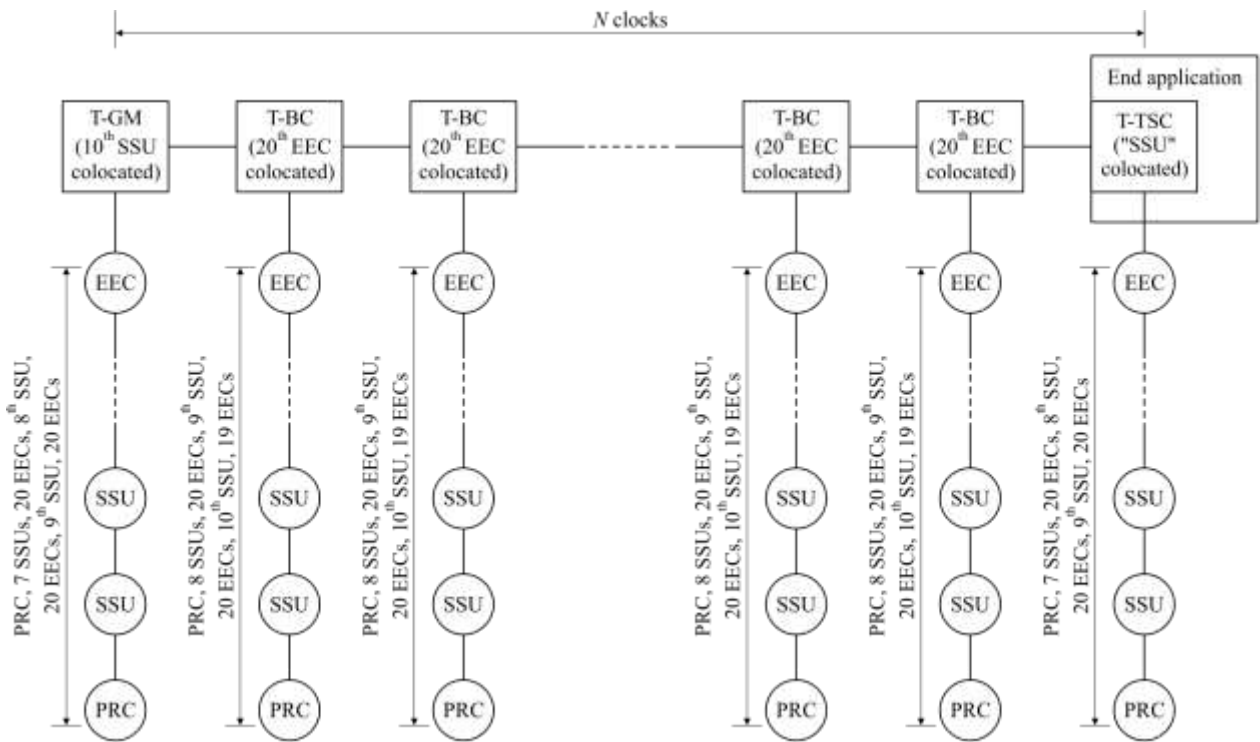 N clocks
End application
T-GM
(10th SSU
colocated)
T-BC
(20th EEC
colocated)
T-BC
(20th EEC
colocated)
T-BC
(20th EEC
colocated)
T-BC
(20th EEC
colocated)
T-TSC
("SSU"
colocated)
EEC
EEC
EEC
EEC
EEC
EEC
PRC, 7 SSUs, 20 EECs, 8th SSU,
20 EECs, 9th SSU, 20 EECs
PRC, 8 SSUs, 20 EECs, 9th SSU,
20 EECs, 10th SSU, 19 EECs
PRC, 8 SSUs, 20 EECs, 9th SSU,
20 EECs, 10th SSU, 19 EECs
PRC, 8 SSUs, 20 EECs, 9th SSU,
20 EECs, 10th SSU, 19 EECs
PRC, 8 SSUs, 20 EECs, 9th SSU,
20 EECs, 10th SSU, 19 EECs
PRC, 7 SSUs, 20 EECs, 8th SSU,
20 EECs, 9th SSU, 20 EECs
SSU
SSU
SSU
SSU
SSU
SSU
SSU
SSU
SSU
SSU
SSU
SSU
PRC
PRC
PRC
PRC
PRC
PRC